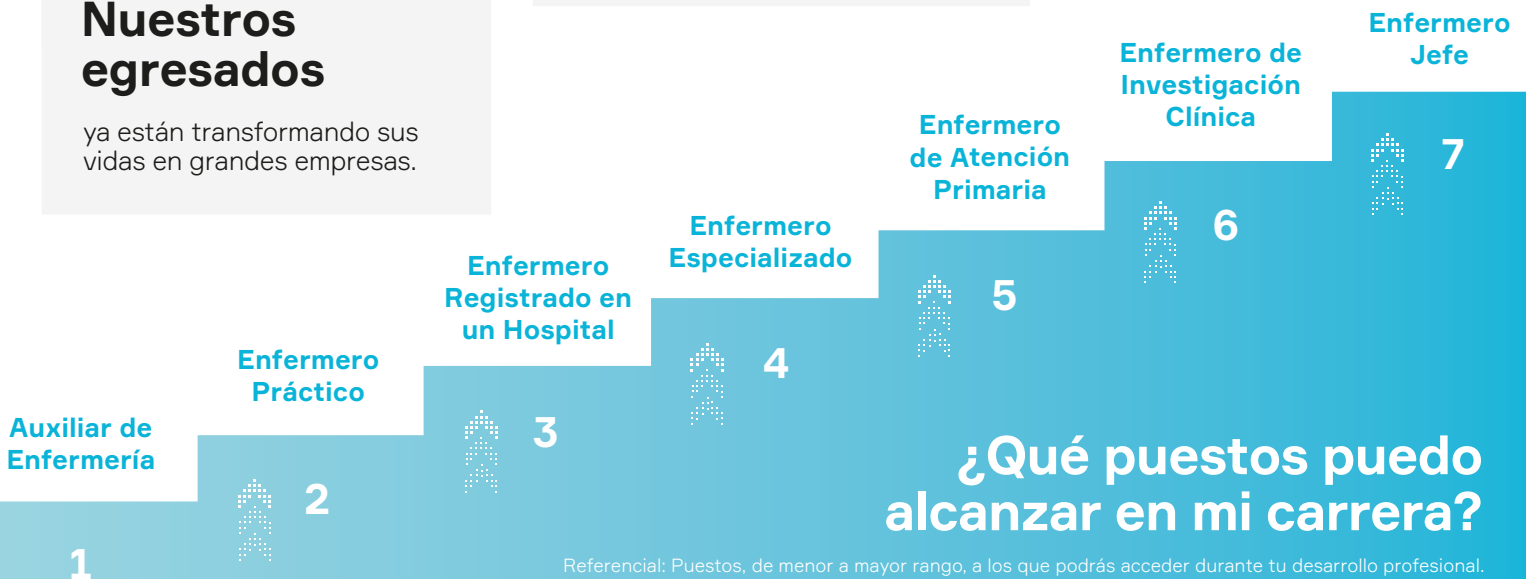 Nuestros
egresados
ya están transformando sus
vidas en grandes empresas.
Auxiliar de
Enfermería
1
Enfermero
Práctico
2
Enfermero
Registrado en
un Hospital
3
Enfermero
Especializado
4
Enfermero
de Atención
Primaria
5
Enfermero de
Investigación
Clínica
6
Enfermero
Jefe
7
¿Qué puestos puedo
alcanzar en mi carrera?
Referencial: Puestos, de menor a mayor rango, a los que podrás acceder durante tu desarrollo profesional.